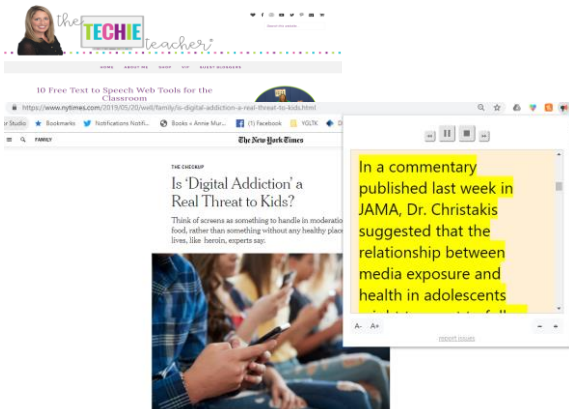 the TECHIE teacher
HOME ABOUT ME SHOP VIP GUEST BLOGGERS
10 Free Text to Speech Web Tools for the
Classroom
https://www.nytimes.com/2019/05/20/well/family/is-digital-addiction-a-real-threat-to-kids.html
r Studio Bookmarks Notifications Notifi... Books » Annie Mur... (1) Facebook YGLTK D
FAMILY The New York Times
THE CHECKUP
Is ‘Digital Addiction’ a
Real Threat to Kids?
Think of screens as something to handle in moderatio
food, rather than something without any healthy place
lives, like heroin, experts say.
In a commentary
published last week in
JAMA, Dr. Christakis
suggested that the
relationship between
media exposure and
health in adolescents
A- A+ - +
report issues